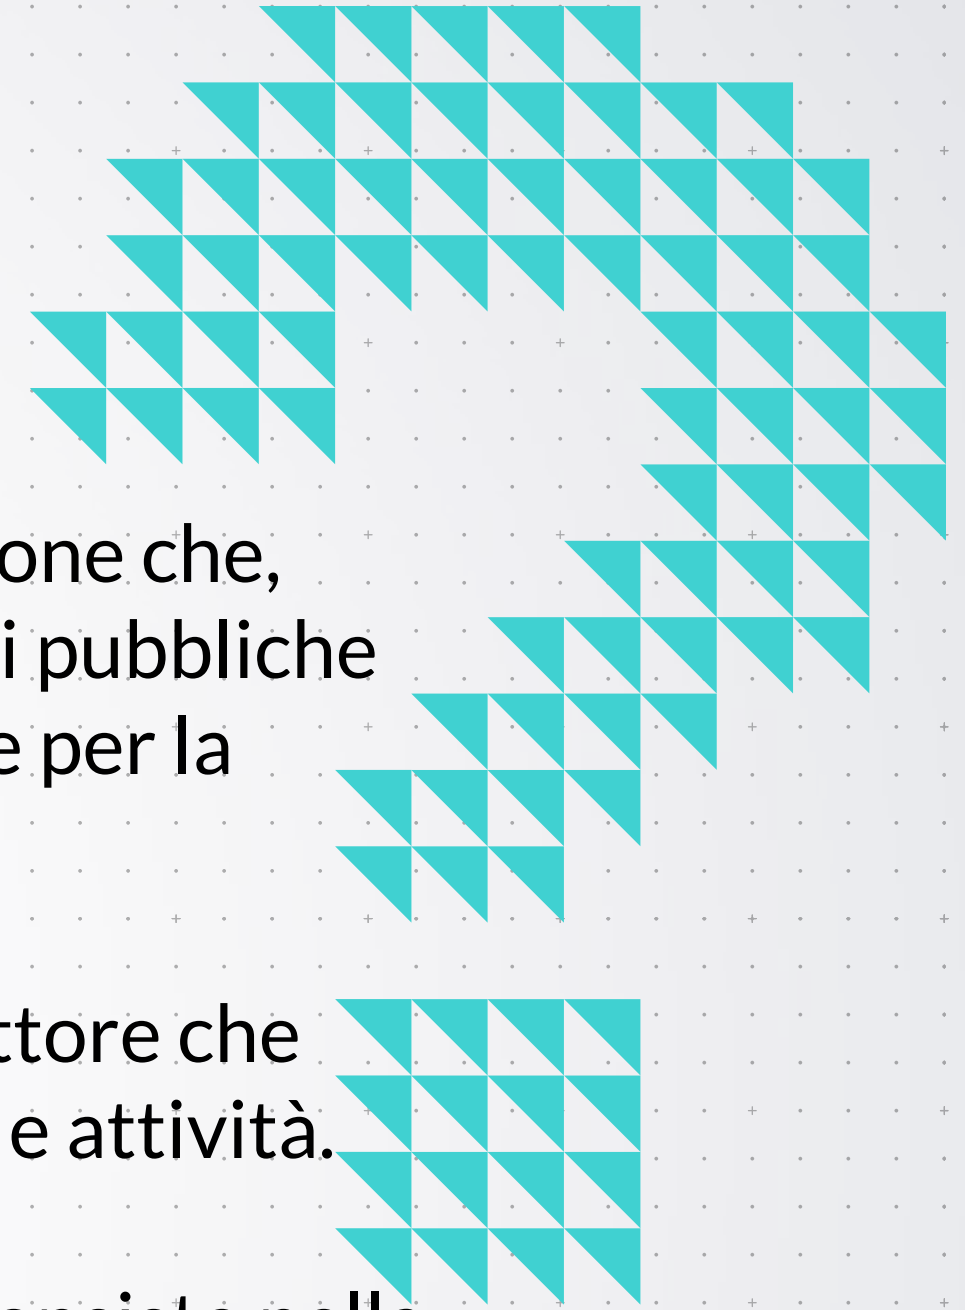 one che,
i pubbliche
e per la
ttore che
e attività.